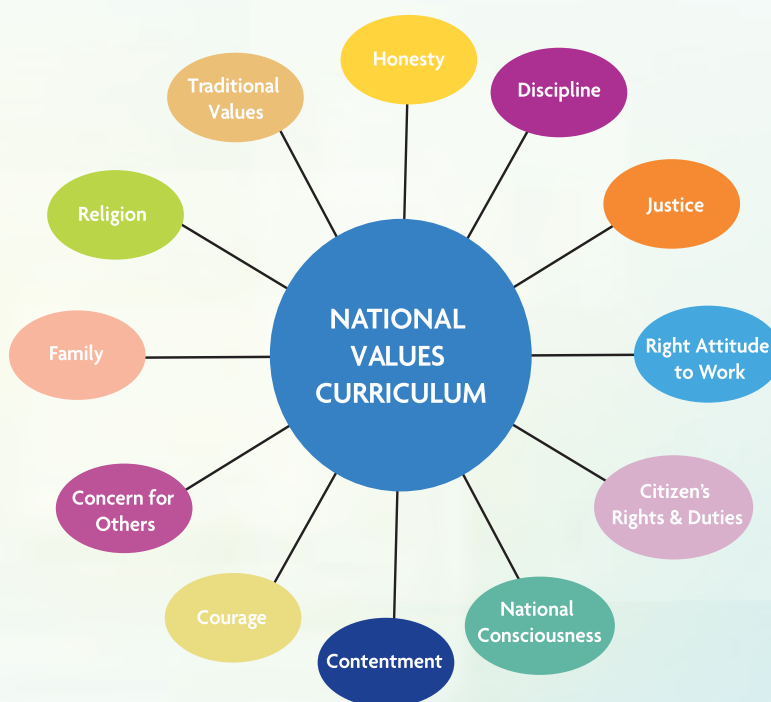 Honesty
Discipline
Justice
Right Attitude
to Work
Citizen's
Rights & Duties
National
Consciousness
Contentment
Courage
Concern for
Others
Family
Religion
Traditional
Values
NATIONAL
VALUES
CURRICULUM